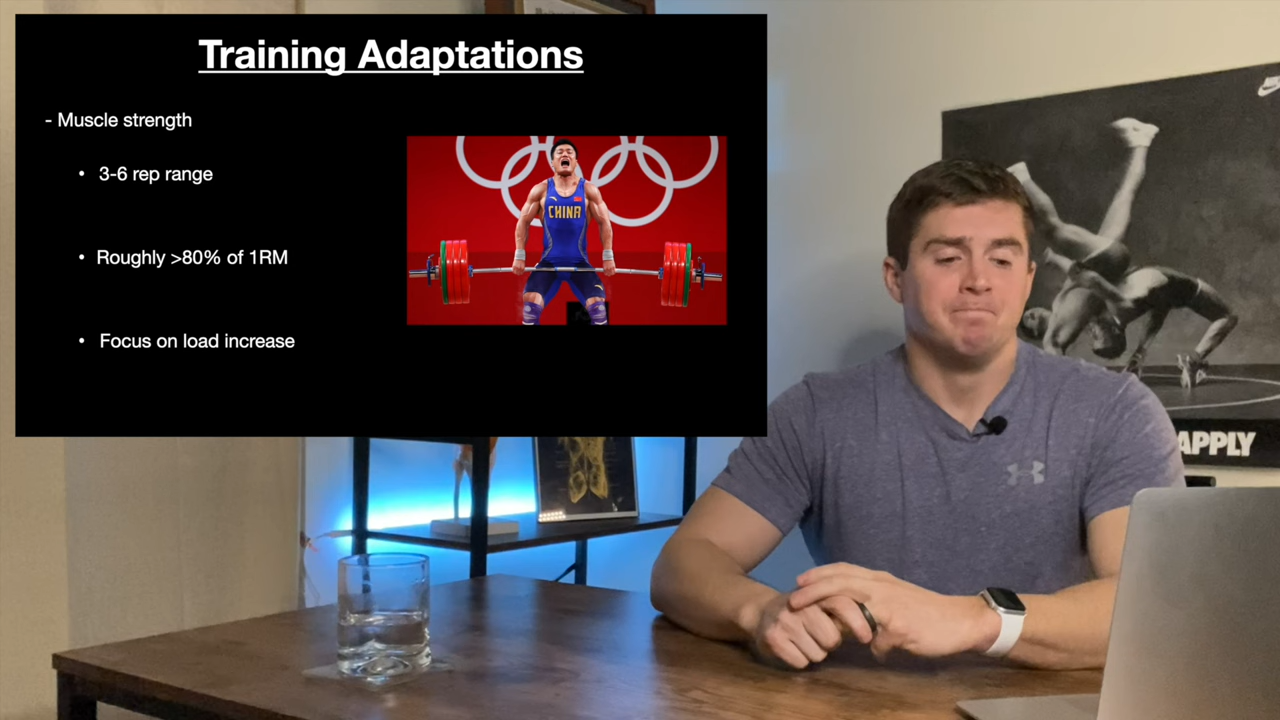 Training Adaptations
- Muscle strength
• 3-6 rep range
• Roughly >80% of 1RM
• Focus on load increase
CHINA
APPLY